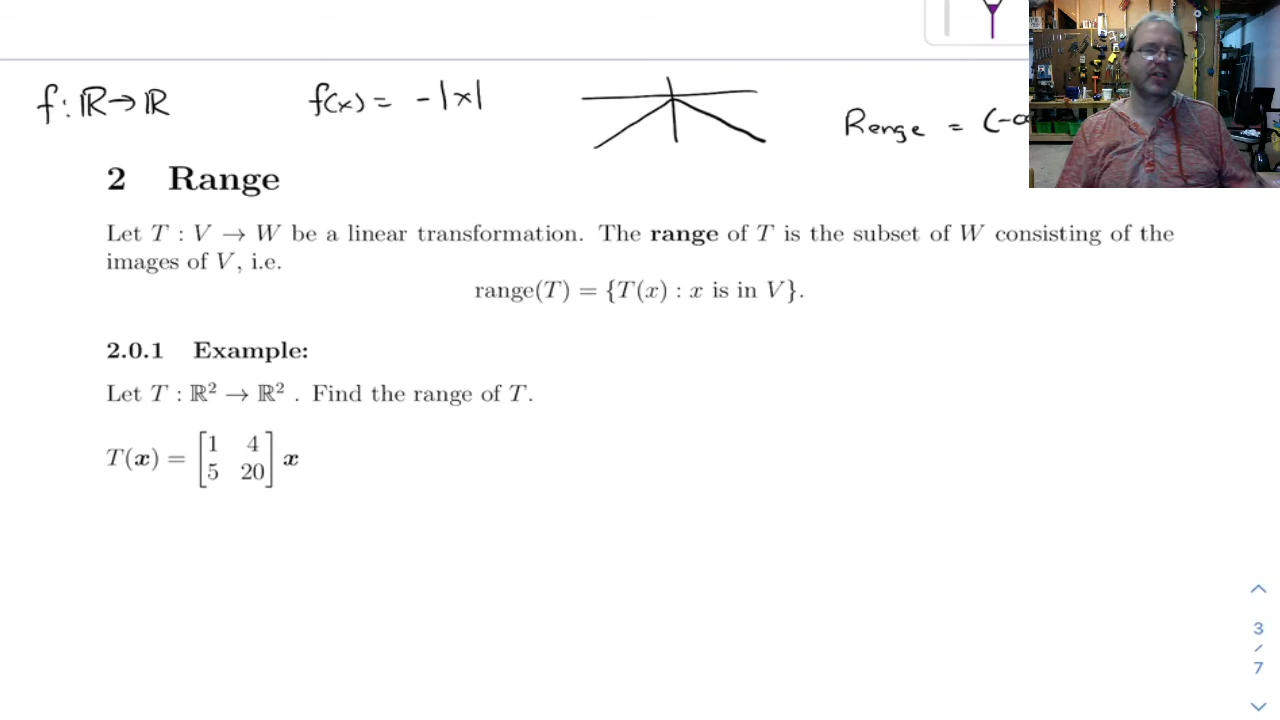 f: ℝ→ℝ f(x) = -|x| Range = (-∞
2 Range
Let T : V → W be a linear transformation. The range of T is the subset of W consisting of the
images of V, i.e.
range(T) = {T(x) : x is in V}.
2.0.1 Example:
Let T : ℝ² → ℝ² . Find the range of T.
T(x) = [1 4
5 20] x
3
/
7